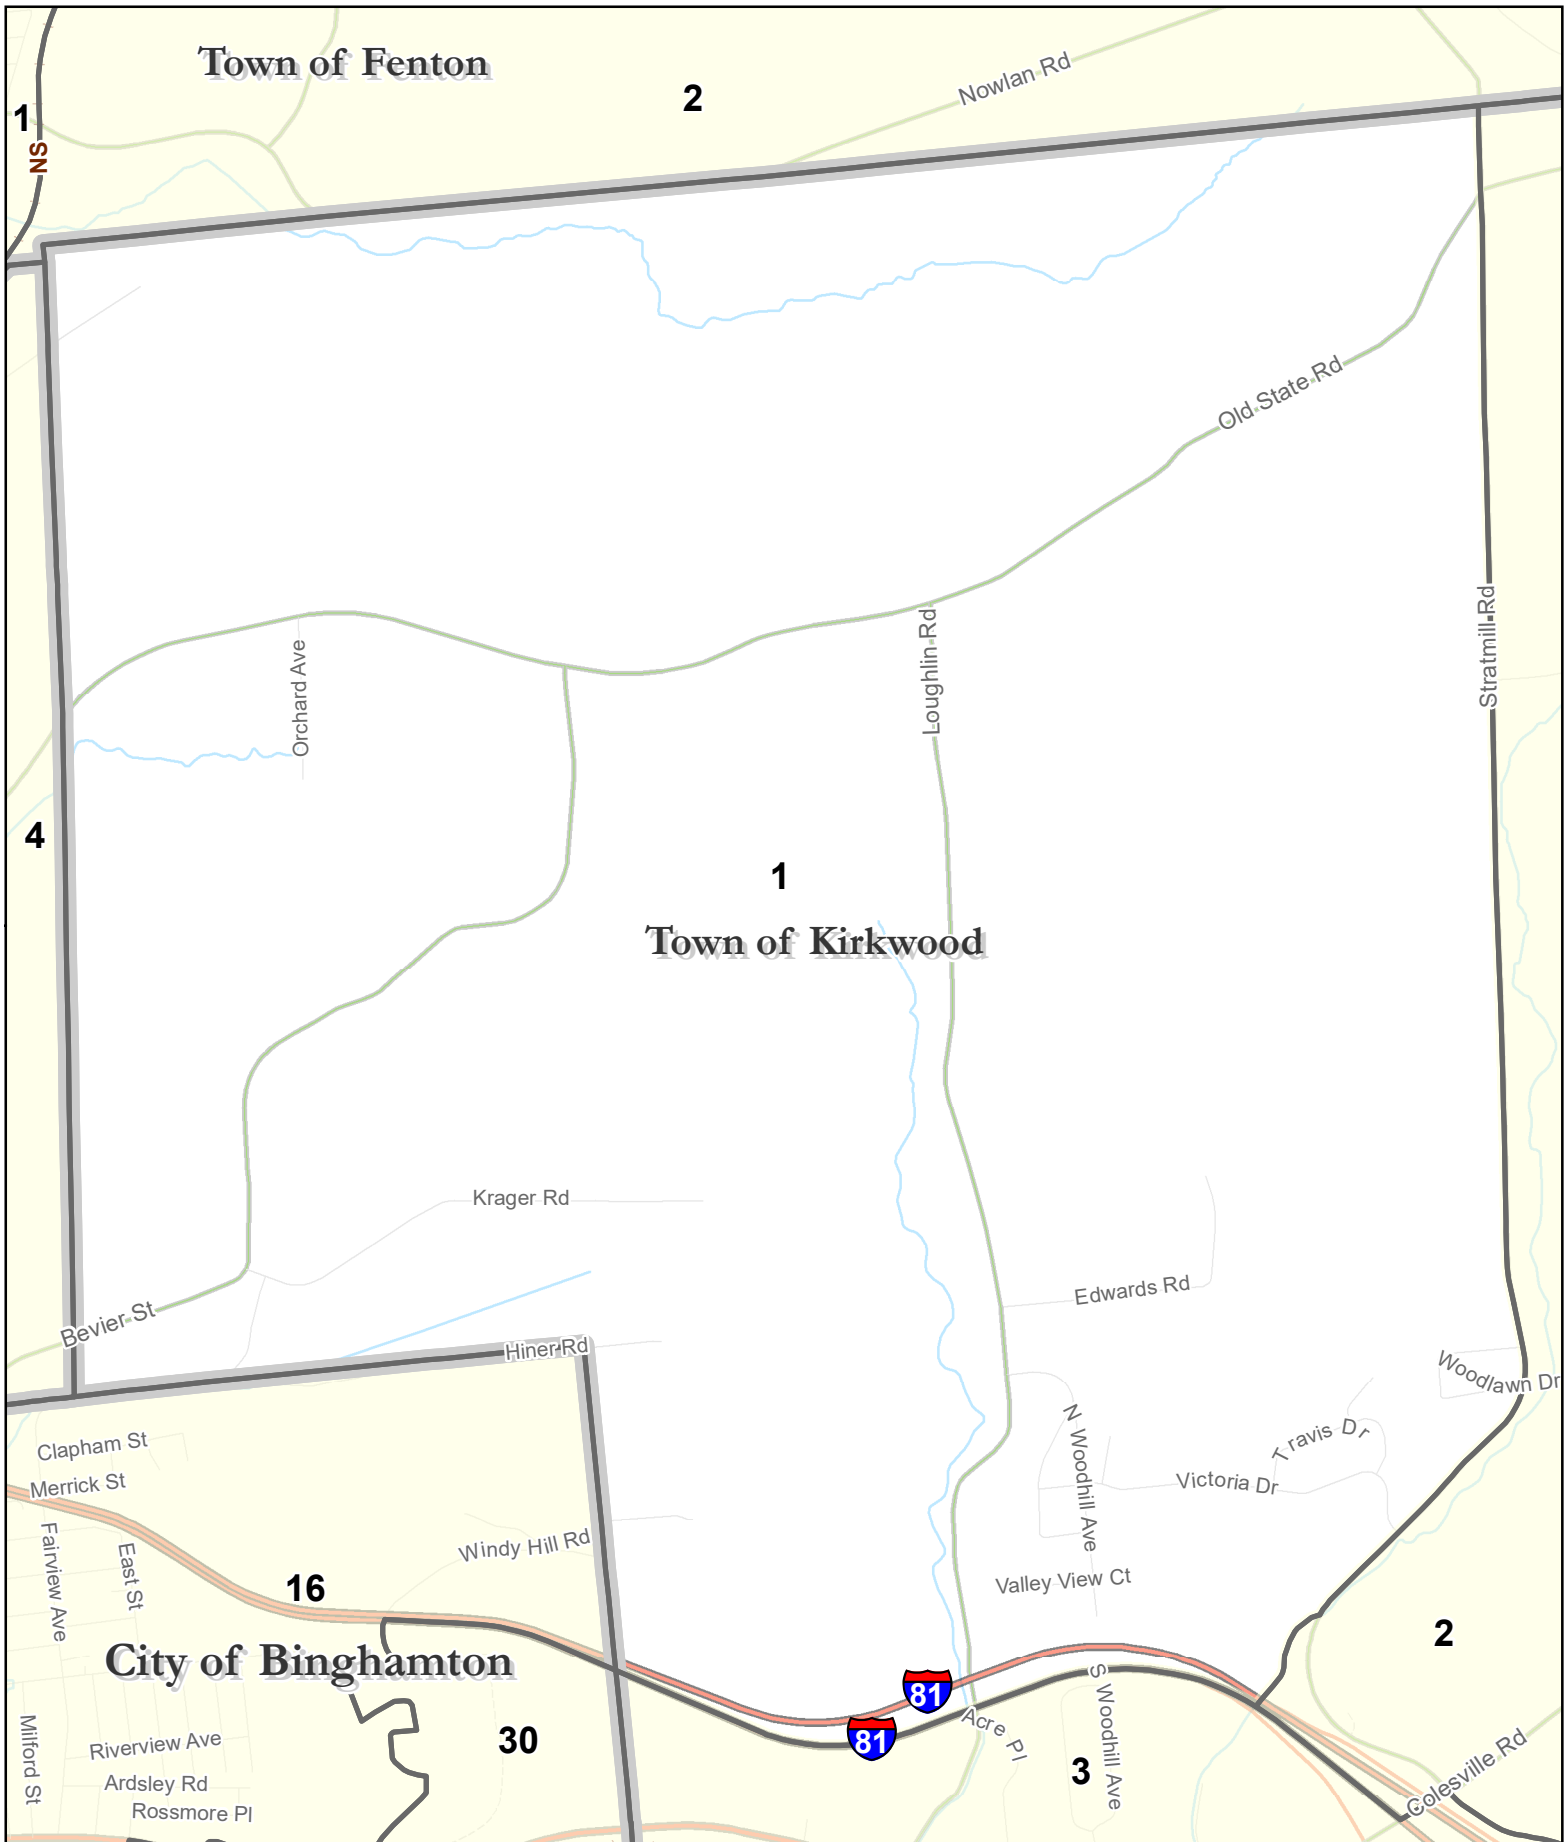 Town of Fenton
2
Nowlan Rd
1
NS
Old State Rd
Stratmill Rd
Loughlin Rd
Orchard Ave
4
1
Town of Kirkwood
Krager Rd
Edwards Rd
Bevier St
Hiner Rd
Woodlawn Dr
Clapham St
Merrick St
N Woodhill Ave
Travis Dr
Victoria Dr
Fairview Ave
East St
Windy Hill Rd
Valley View Ct
16
2
City of Binghamton
81
81
S Woodhill Ave
Acre Pl
Milford St
Riverview Ave
30
3
Colesville Rd
Ardsley Rd
Rossmore Pl